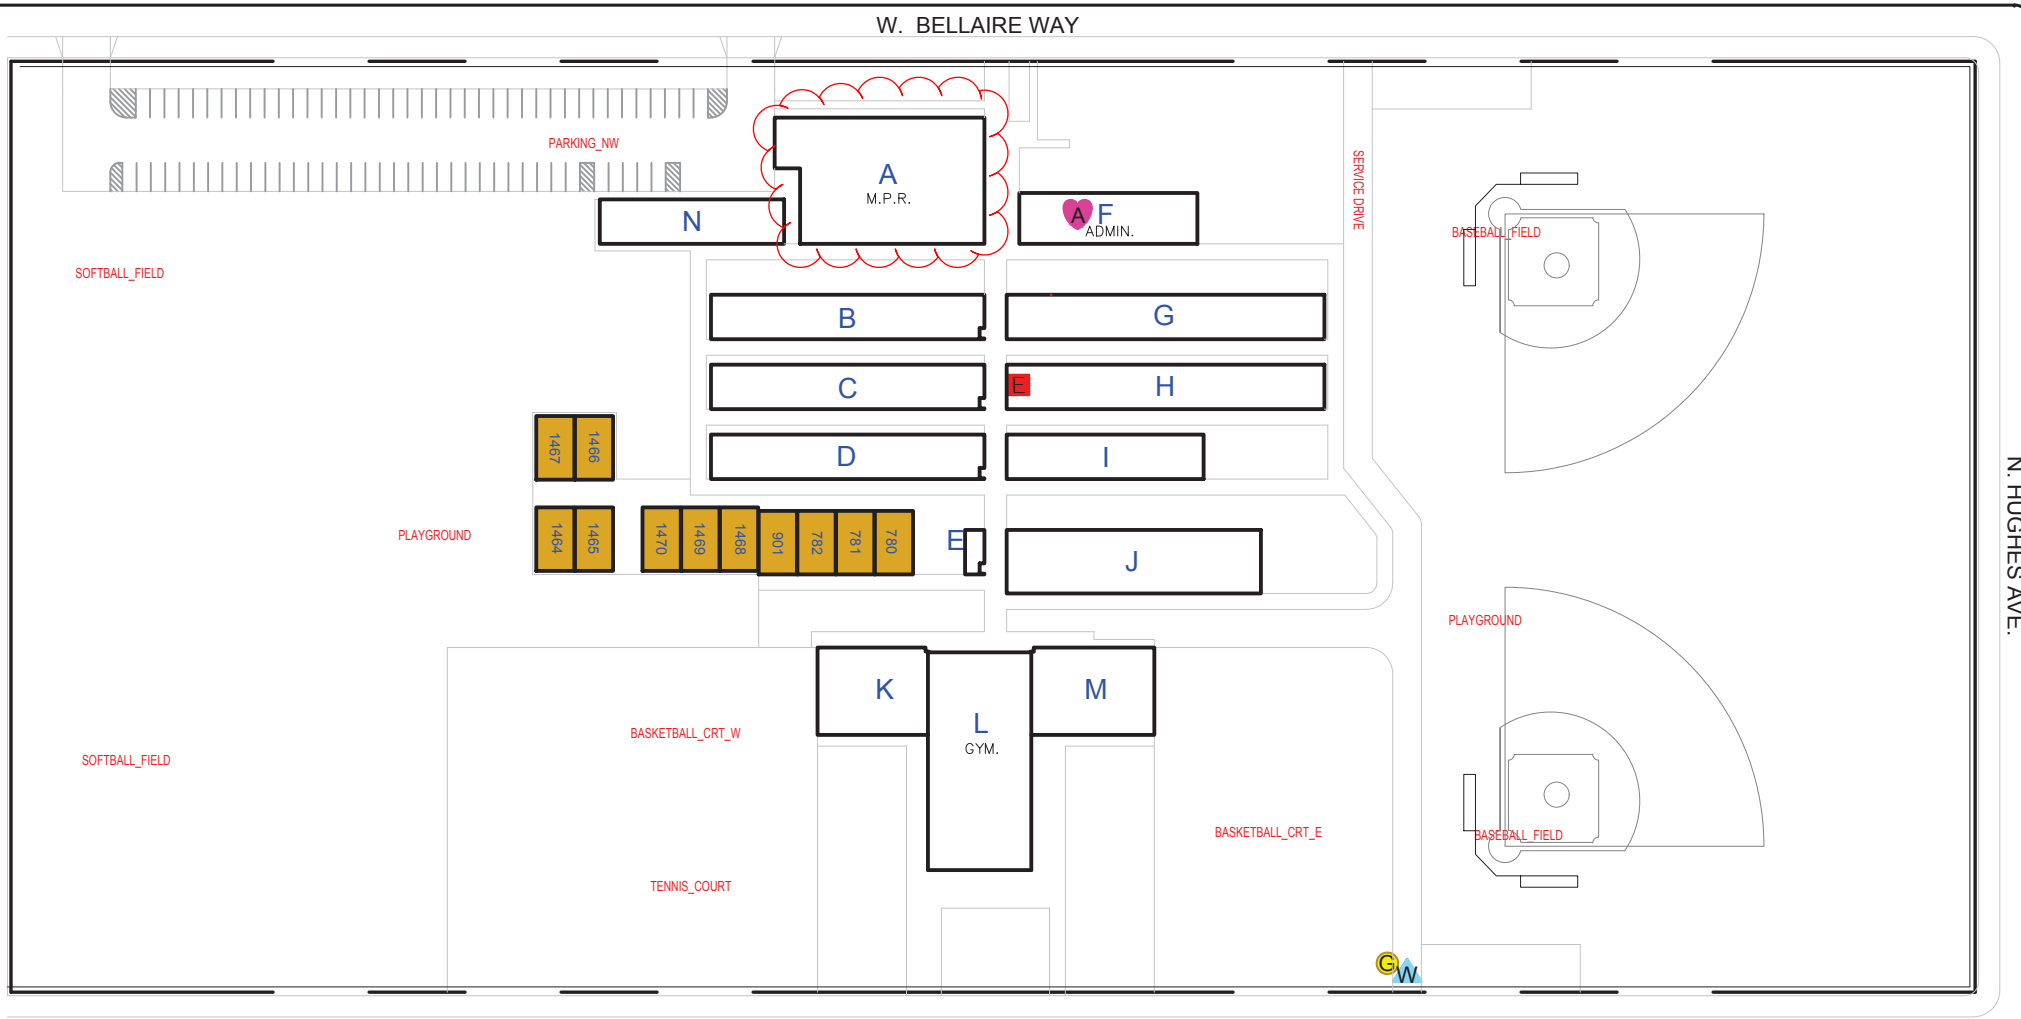 W. BELLAIRE WAY
PARKING_NW
A
M.P.R.
SERVICE DRIVE
N
A
F
ADMIN.
BASEBALL_FIELD
SOFTBALL_FIELD
B
G
C
E
H
1467
1466
D
I
N. HUGHES AVE.
PLAYGROUND
1464
1465
1470
1469
1468
901
782
781
780
E
J
PLAYGROUND
K
L
GYM.
M
BASKETBALL_CRT_W
SOFTBALL_FIELD
BASKETBALL_CRT_E
BASEBALL_FIELD
TENNIS_COURT
G
W